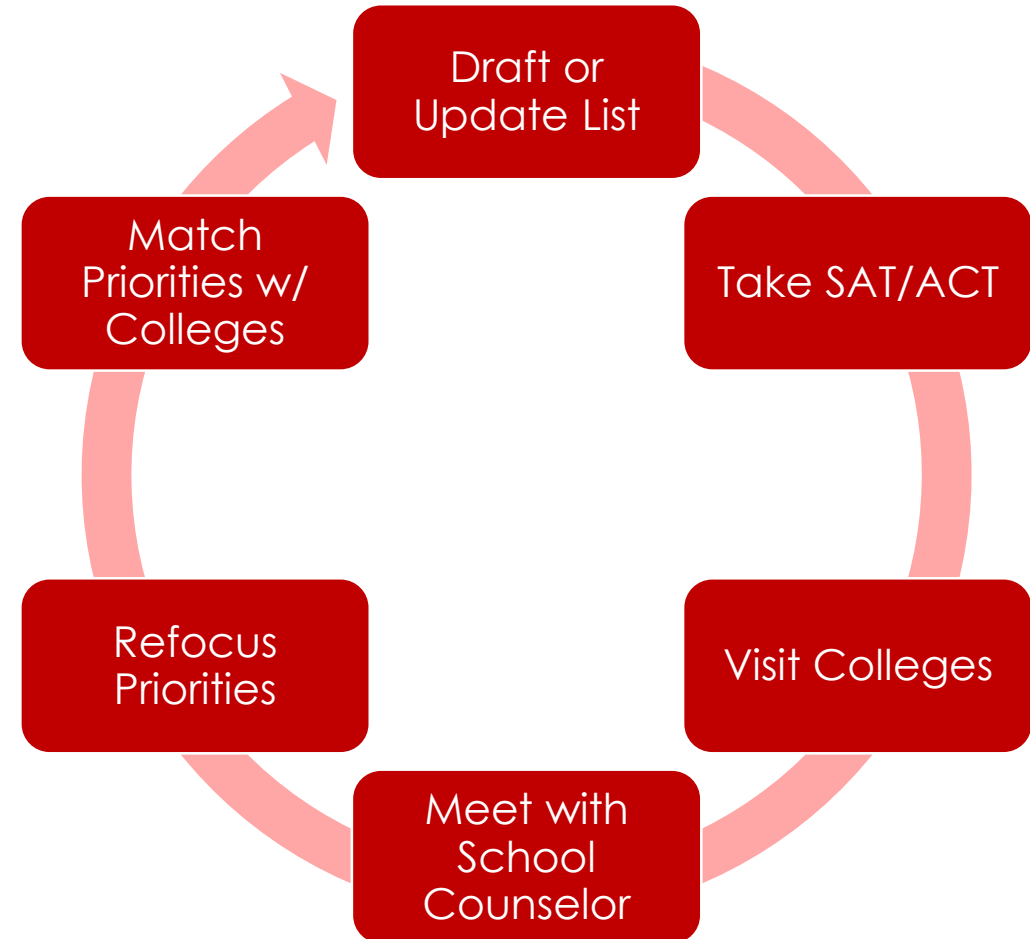 Draft or
Update List
Take SAT/ACT
Visit Colleges
Meet with
School
Counselor
Refocus
Priorities
Match
Priorities w/
Colleges